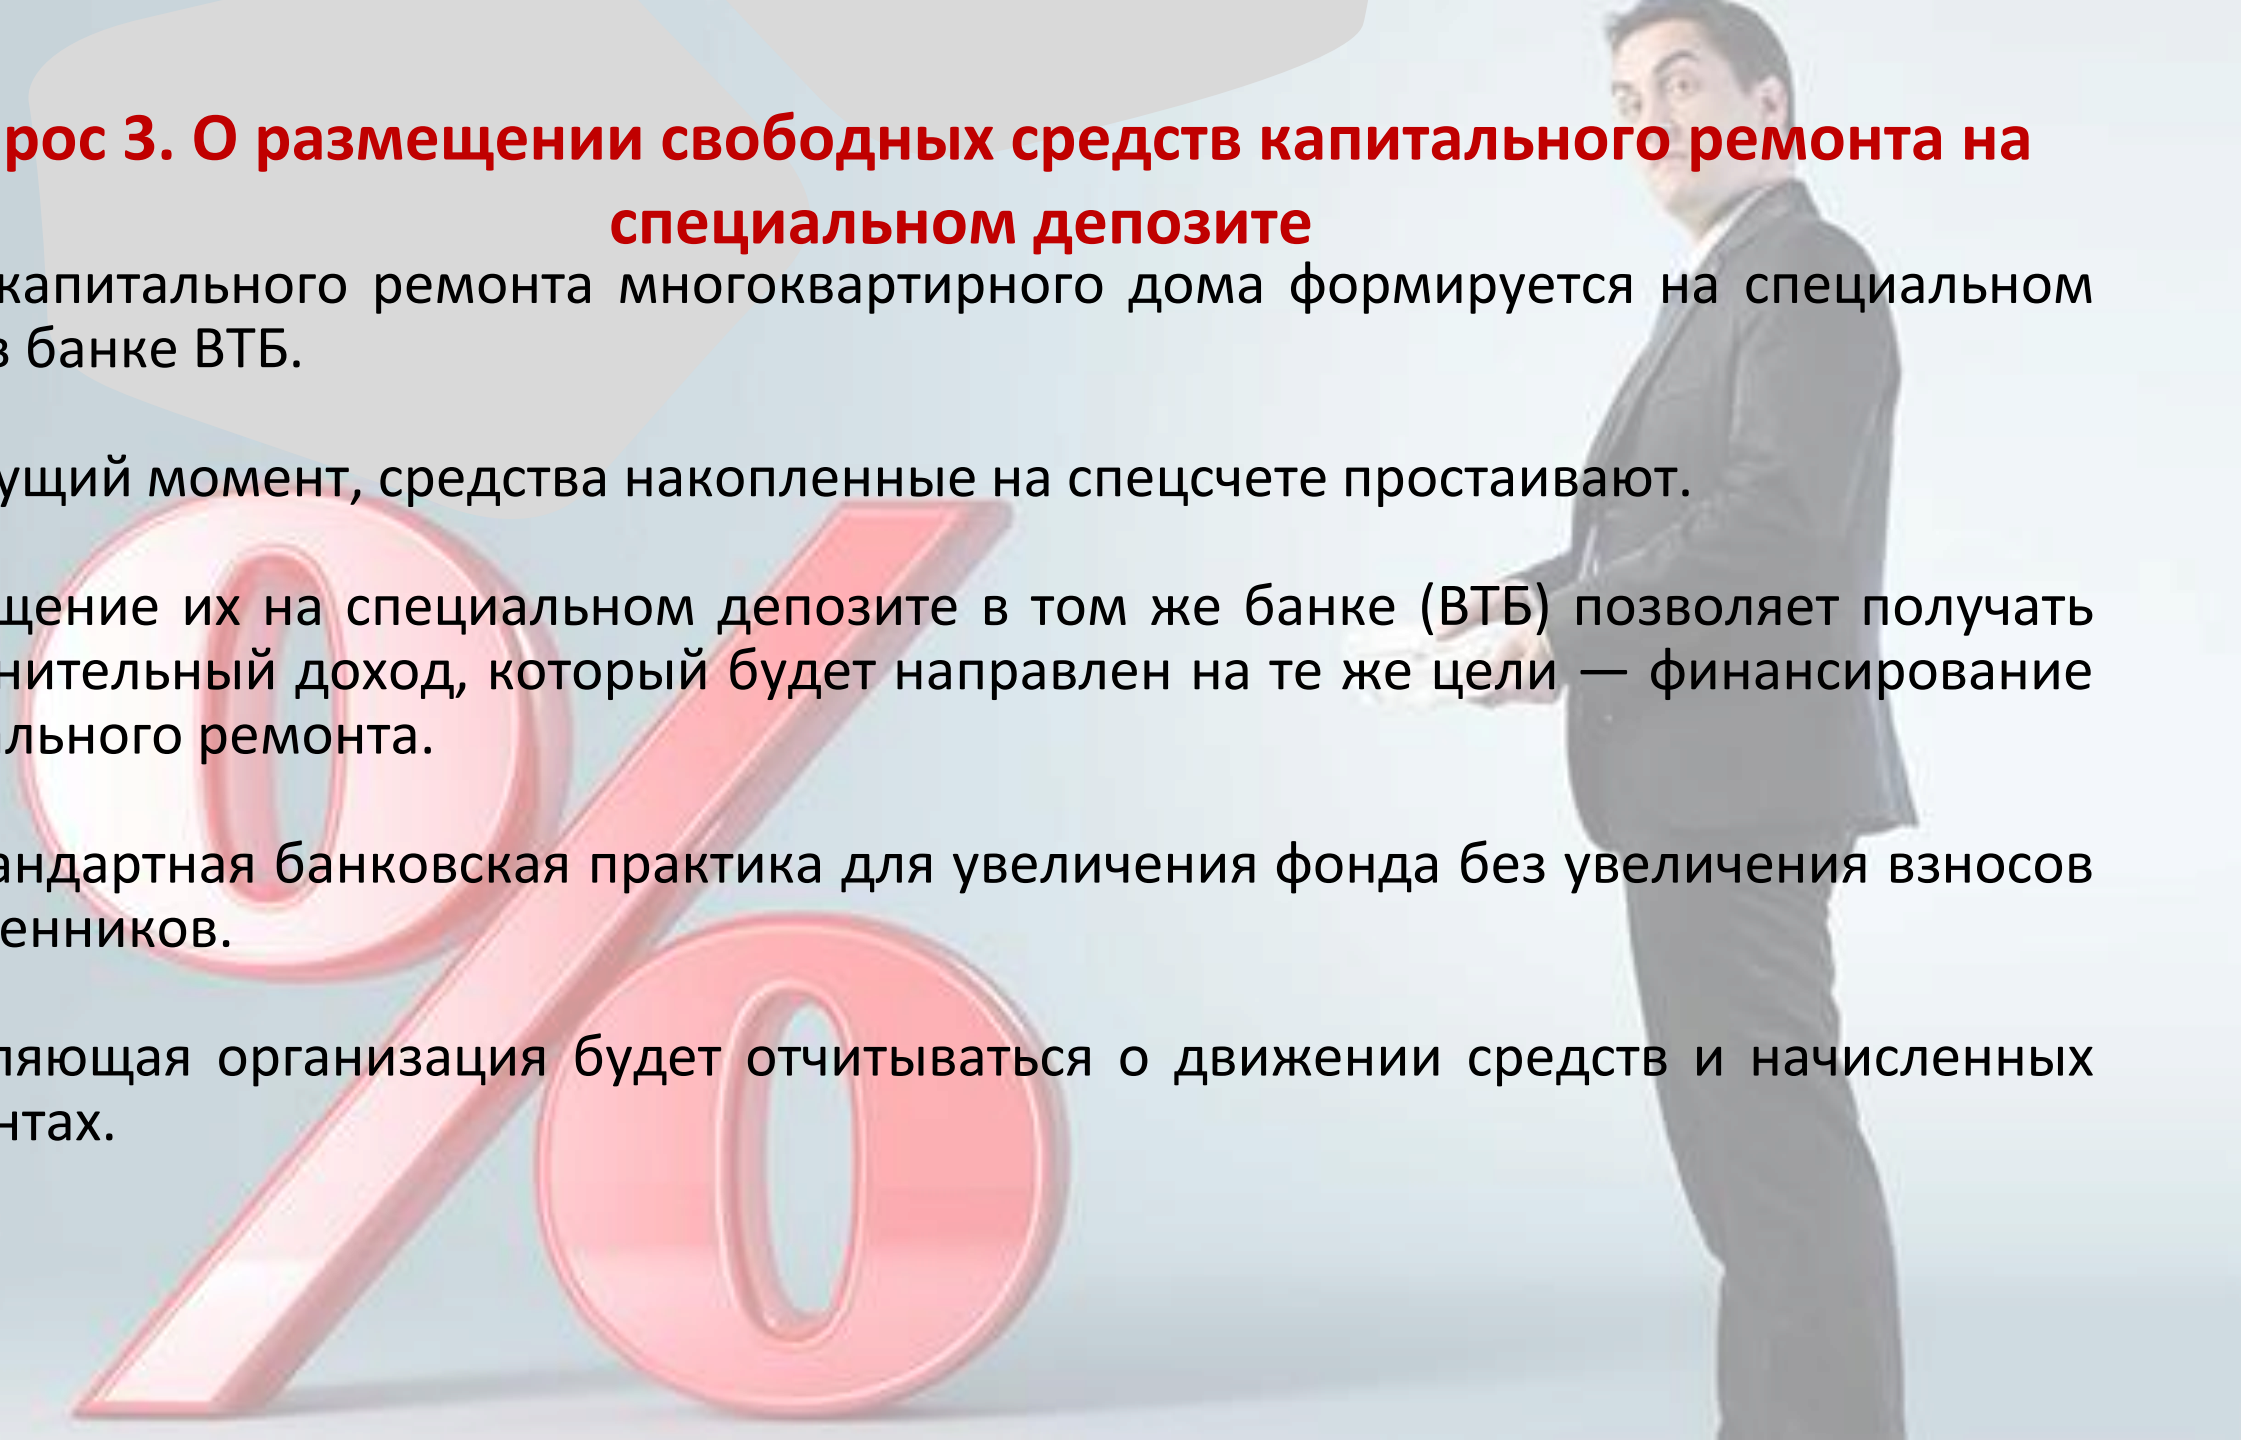 рос 3. О размещении свободных средств капитального ремонта на
специальном депозите
капитального ремонта многоквартирного дома формируется на специальном
в банке ВТБ.
ущий момент, средства накопленные на спецсчете простаивают.
щение их на специальном депозите в том же банке (ВТБ) позволяет получать
нительный доход, который будет направлен на те же цели — финансирование
льного ремонта.
андартная банковская практика для увеличения фонда без увеличения взносов
енников.
ляющая организация будет отчитываться о движении средств и начисленных
нтах.